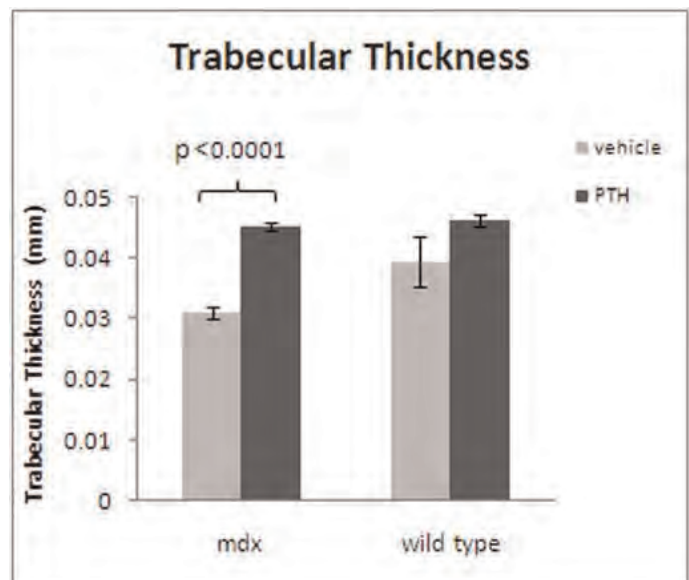 Trabecular Thickness
p <0.0001
vehicle
PTH
Trabecular Thickness (mm)
0.05
0.04
0.03
0.02
0.01
0
mdx
wild type